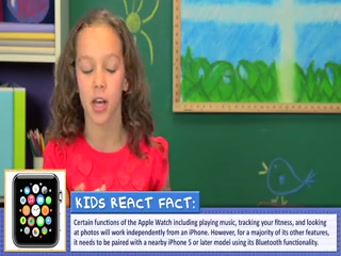 KIDS REACT FACT:
Certain functions of the Apple Watch including playing music, tracking your fitness, and looking
at photos will work independently from an iPhone. However, for a majority of its other features,
it needs to be paired with a nearby iPhone 5 or later model using its Bluetooth functionality.